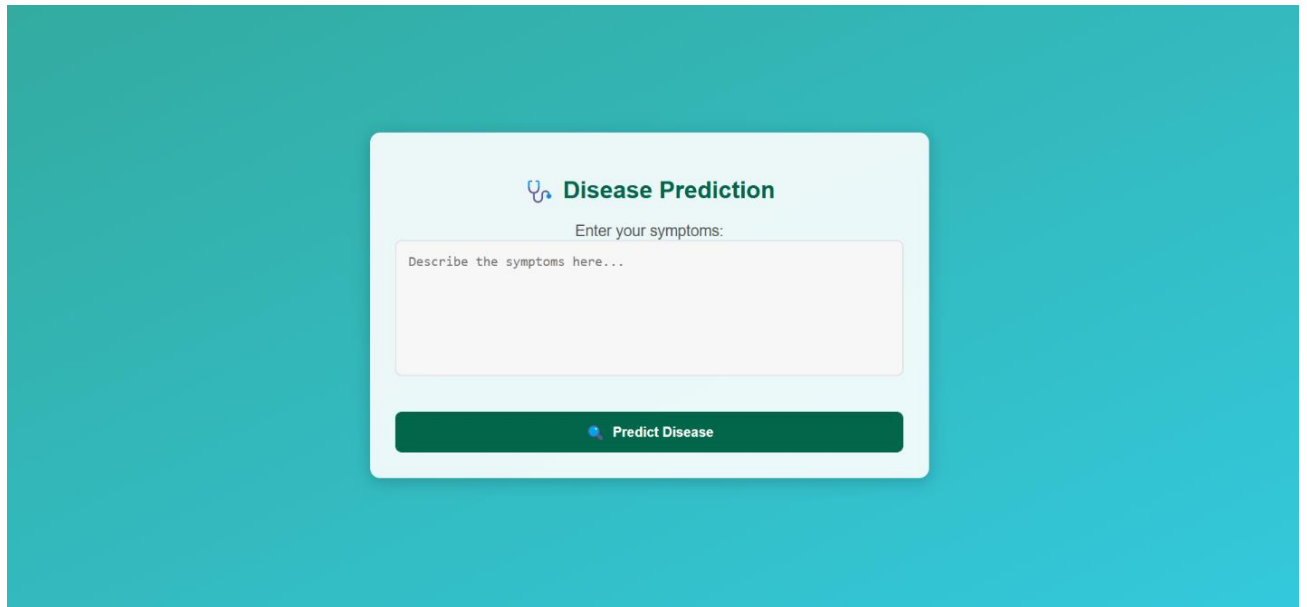 🩺 Disease Prediction
Enter your symptoms:
Describe the symptoms here...
🔍 Predict Disease